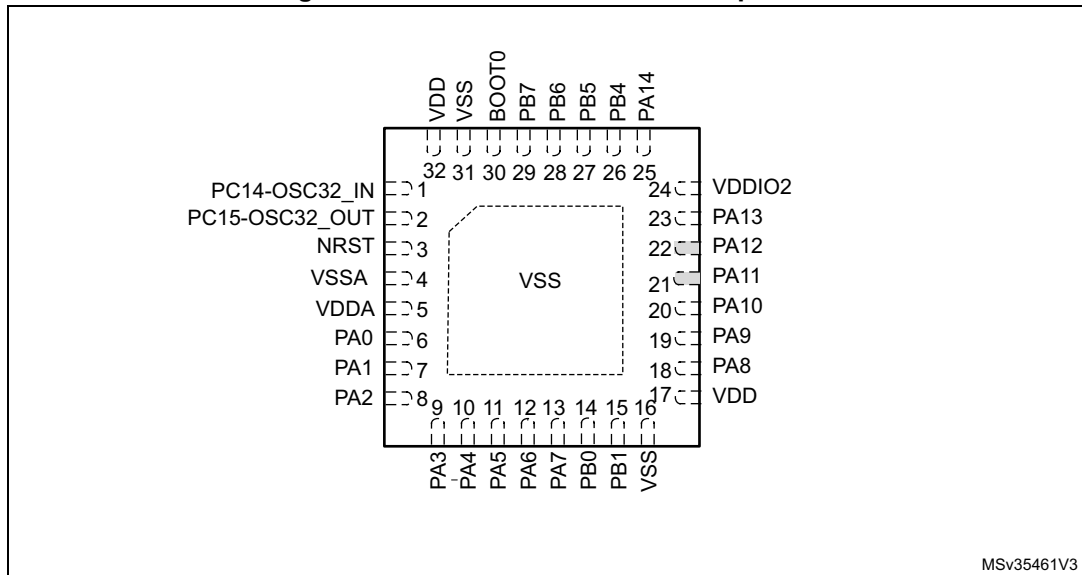 VDD
VSS
BOOT0
PB7
PB6
PB5
PB4
PA14
32 31 30 29 28 27 26 25
PC14-OSC32_IN 1
PC15-OSC32_OUT 2
NRST 3
VSSA 4
VDDA 5
PA0 6
PA1 7
PA2 8
VSS
24 VDDIO2
23 PA13
22 PA12
21 PA11
20 PA10
19 PA9
18 PA8
17 VDD
9 10 11 12 13 14 15 16
PA3
PA4
PA5
PA6
PA7
PB0
PB1
VSS
MSv35461V3